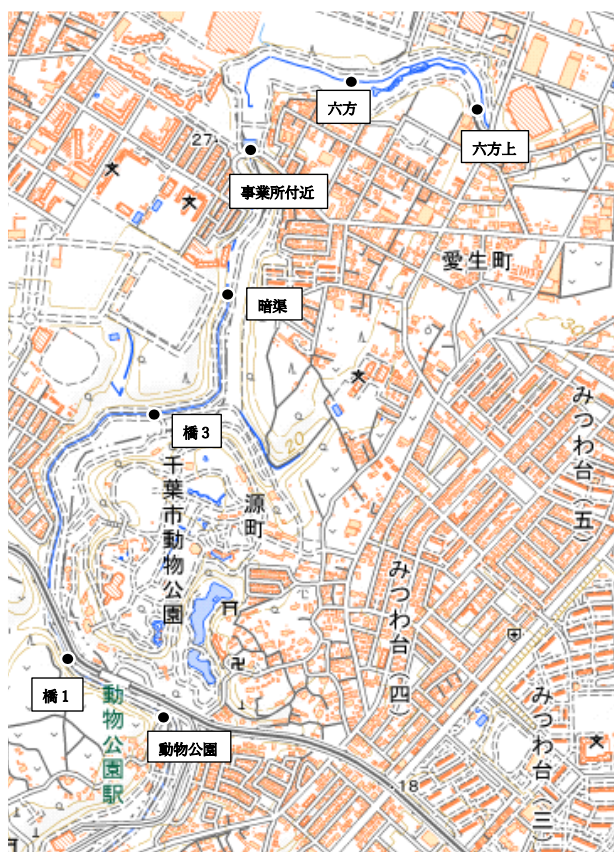 六方
六方上
27
事業所付近
愛生町
暗渠
30
みつわ台(五)
橋3
20
千葉市動物公園
源町
みつわ台(四)
橋1
動物公園駅
動物公園
みつわ台(三)
18